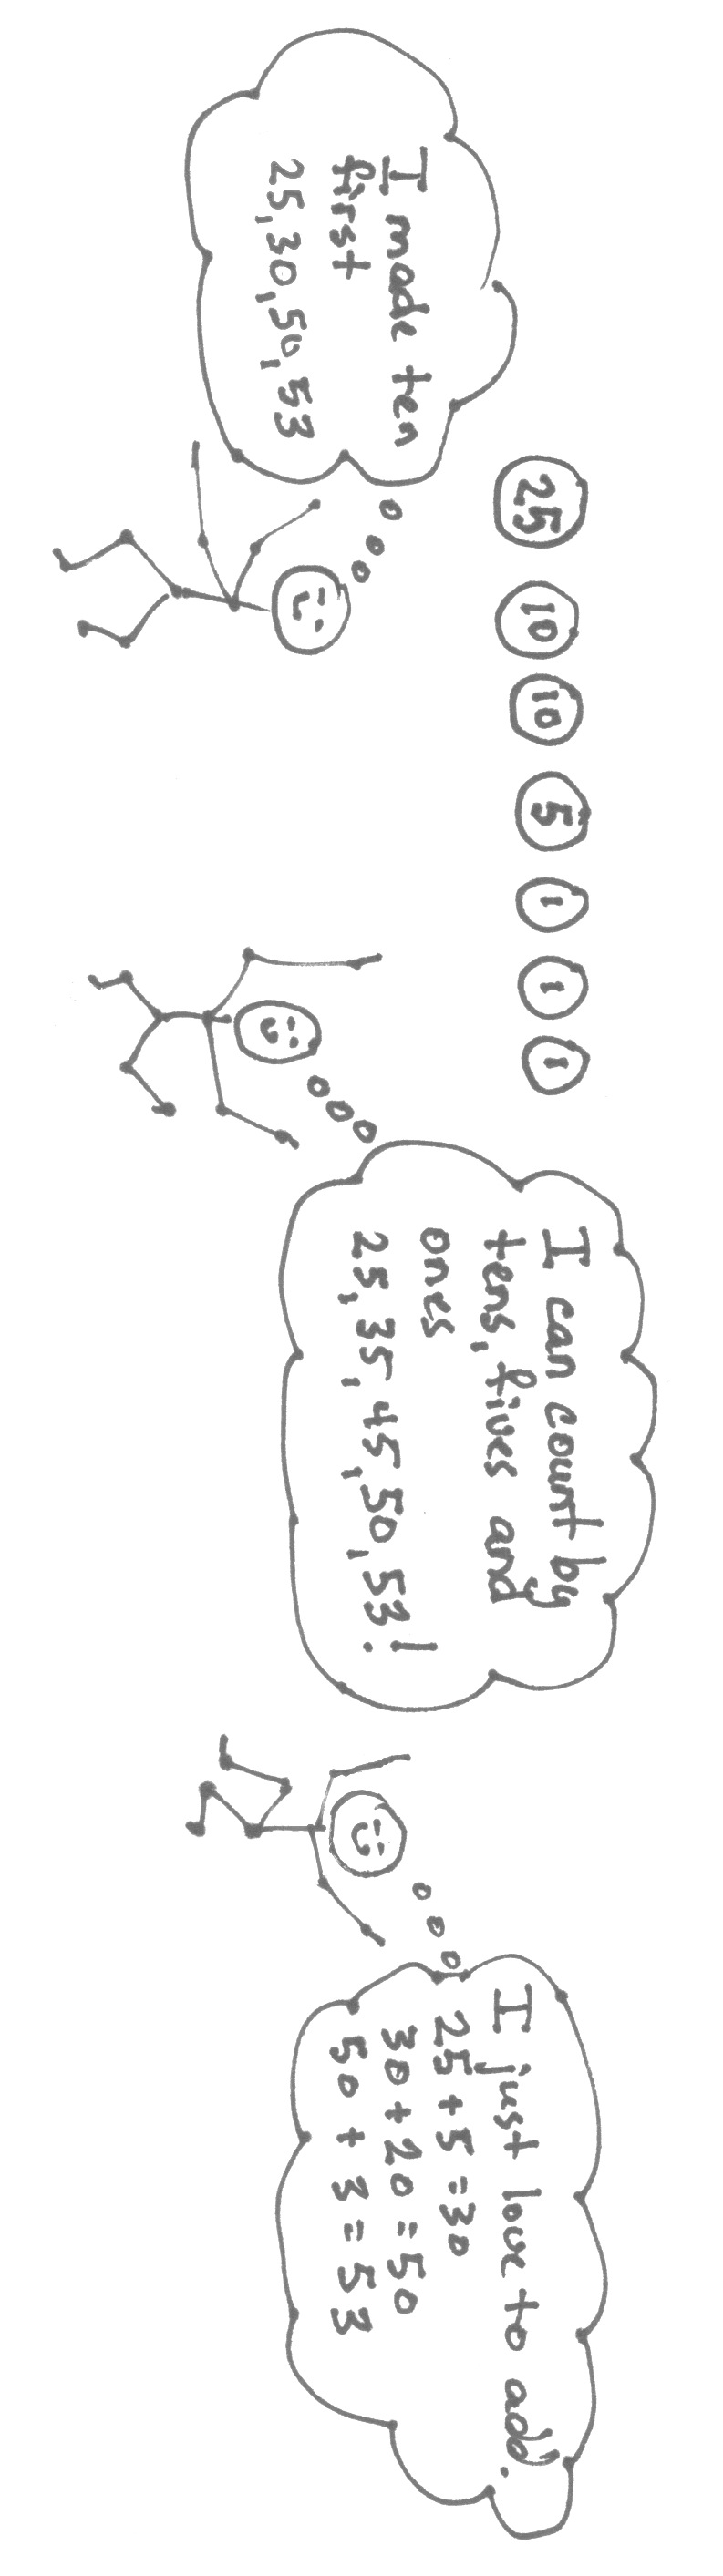 I made ten
first
25,30,50,53
25 10 10 5 1 1 1
I can count by
tens, fives and
ones
25, 35, 45, 50, 53!
I just love to add.
25 + 5 = 30
30 + 20 = 50
50 + 3 = 53